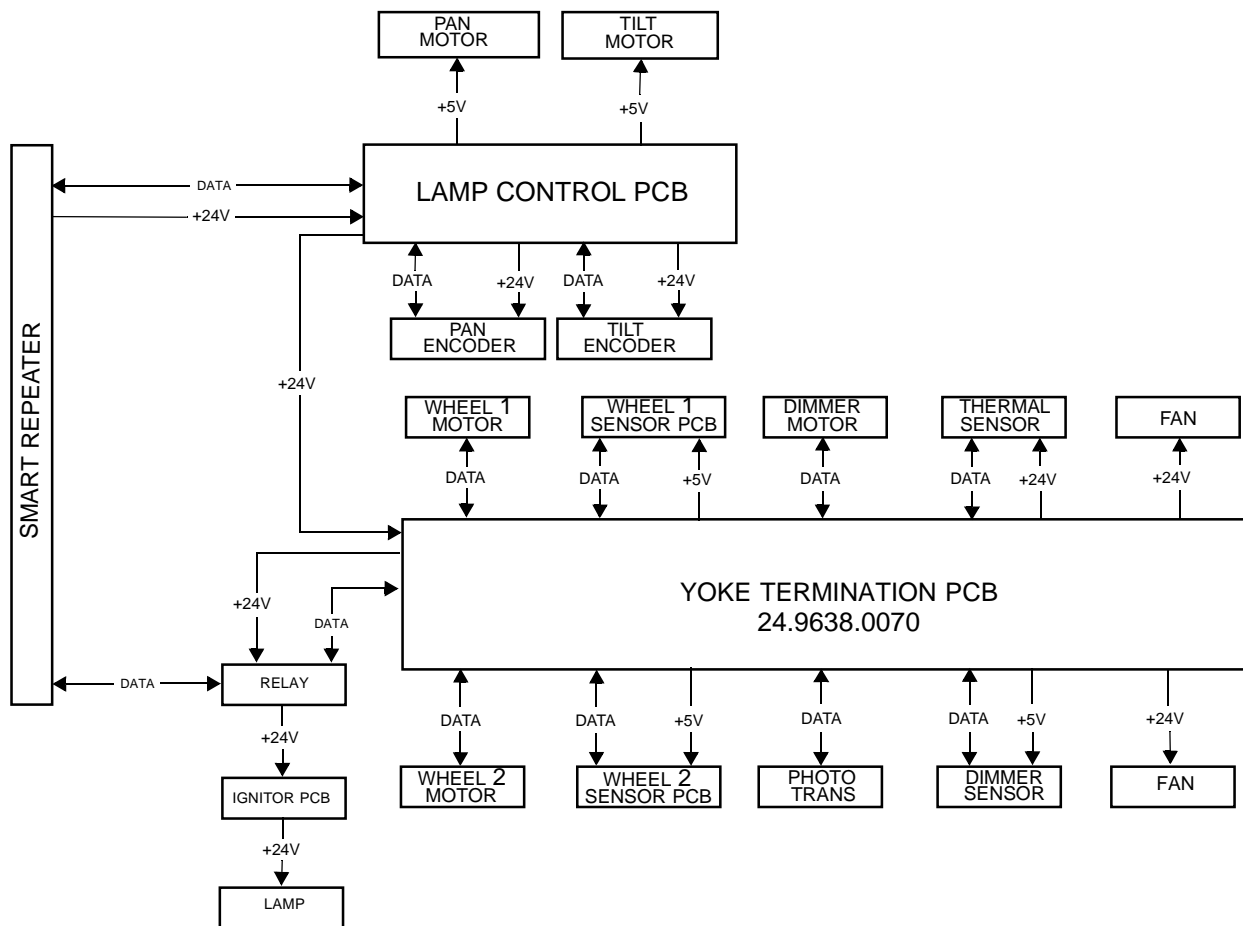 PAN
MOTOR
TILT
MOTOR
+5V
+5V
SMART REPEATER
DATA
+24V
LAMP CONTROL PCB
DATA
+24V
DATA
+24V
PAN
ENCODER
TILT
ENCODER
+24V
WHEEL 1
MOTOR
WHEEL 1
SENSOR PCB
DIMMER
MOTOR
THERMAL
SENSOR
FAN
DATA
DATA
+5V
DATA
DATA
+24V
+24V
YOKE TERMINATION PCB
24.9638.0070
+24V
DATA
DATA
RELAY
+24V
IGNITOR PCB
+24V
LAMP
DATA
DATA
+5V
DATA
DATA
+5V
+24V
WHEEL 2
MOTOR
WHEEL 2
SENSOR PCB
PHOTO
TRANS
DIMMER
SENSOR
FAN